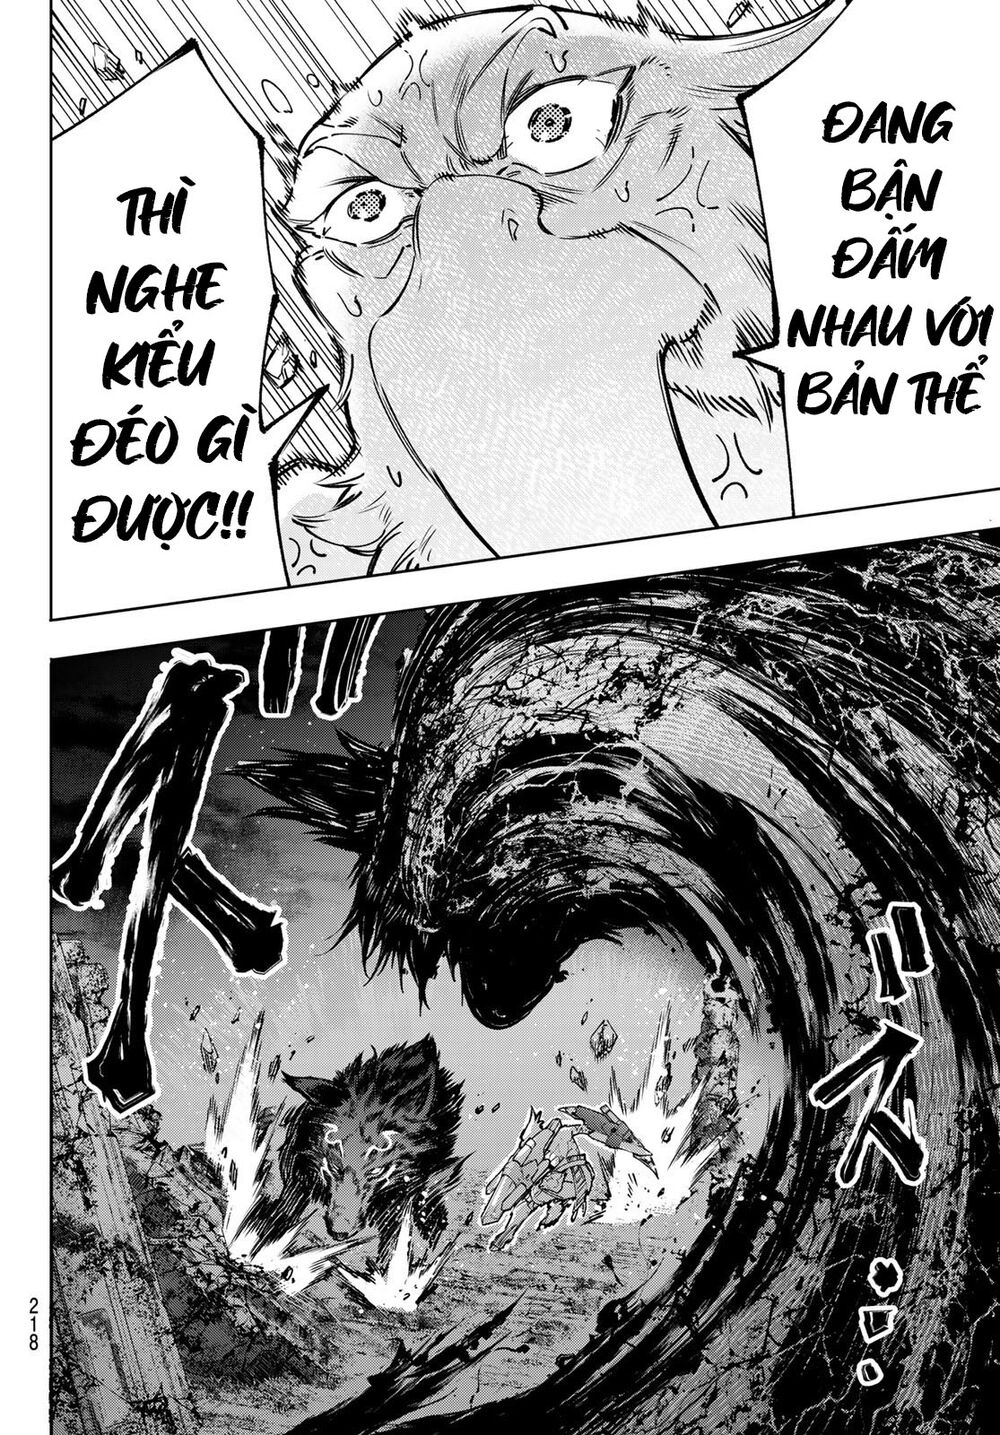 ĐANG
BẬN
ĐẤM
NHAU VỚI
BẢN THỂ
THÌ
NGHE
KIỂU
ĐÉO GÌ
ĐƯỢC!!
218